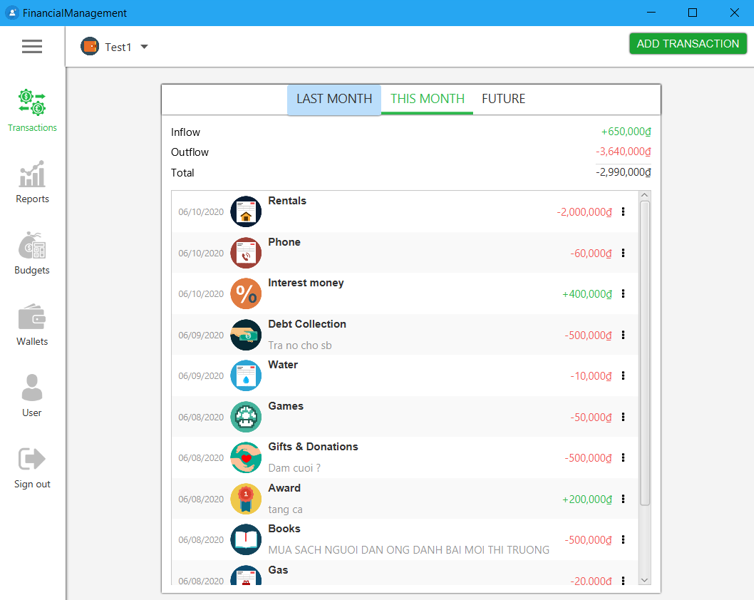 FinancialManagement
Test1
ADD TRANSACTION
Transactions
Reports
Budgets
Wallets
User
Sign out
LAST MONTH THIS MONTH FUTURE
Inflow +650,000₫
Outflow -3,640,000₫
Total -2,990,000₫
06/10/2020 Rentals -2,000,000₫
06/10/2020 Phone -60,000₫
06/10/2020 Interest money +400,000₫
06/09/2020 Debt Collection -500,000₫
Tra no cho sb
06/09/2020 Water -10,000₫
06/08/2020 Games -50,000₫
06/08/2020 Gifts & Donations -500,000₫
Dam cuoi ?
06/08/2020 Award +200,000₫
tang ca
06/08/2020 Books -500,000₫
MUA SACH NGUOI DAN ONG DANH BAI MOI THI TRUONG
06/08/2020 Gas -20,000₫